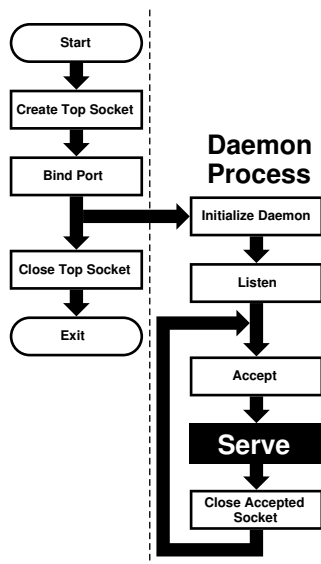 Start
Create Top Socket
Bind Port
Close Top Socket
Exit
Daemon
Process
Initialize Daemon
Listen
Accept
Serve
Close Accepted
Socket